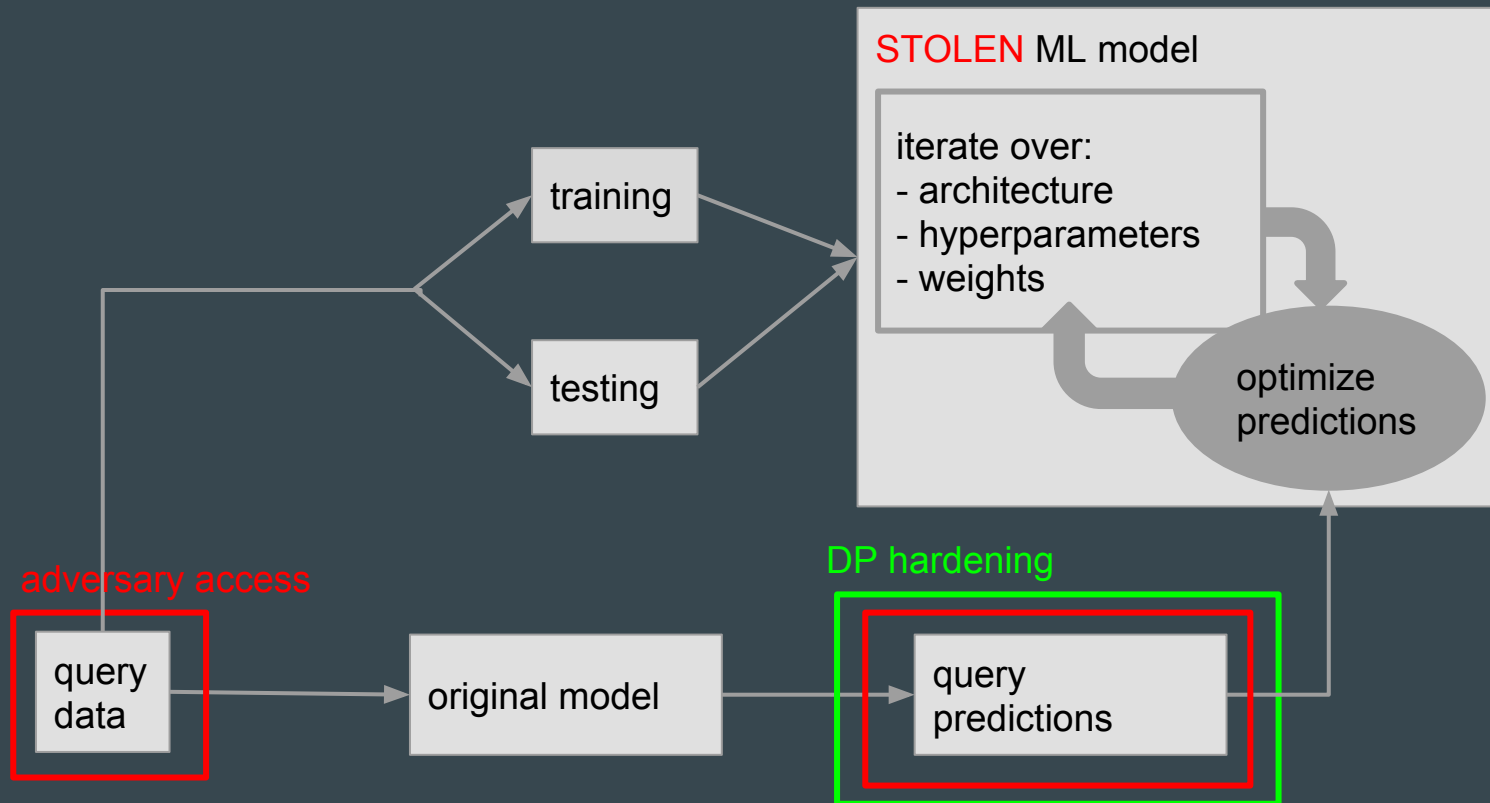 STOLEN ML model
iterate over:
- architecture
- hyperparameters
- weights
training
testing
optimize
predictions
adversary access
DP hardening
query
data
original model
query
predictions